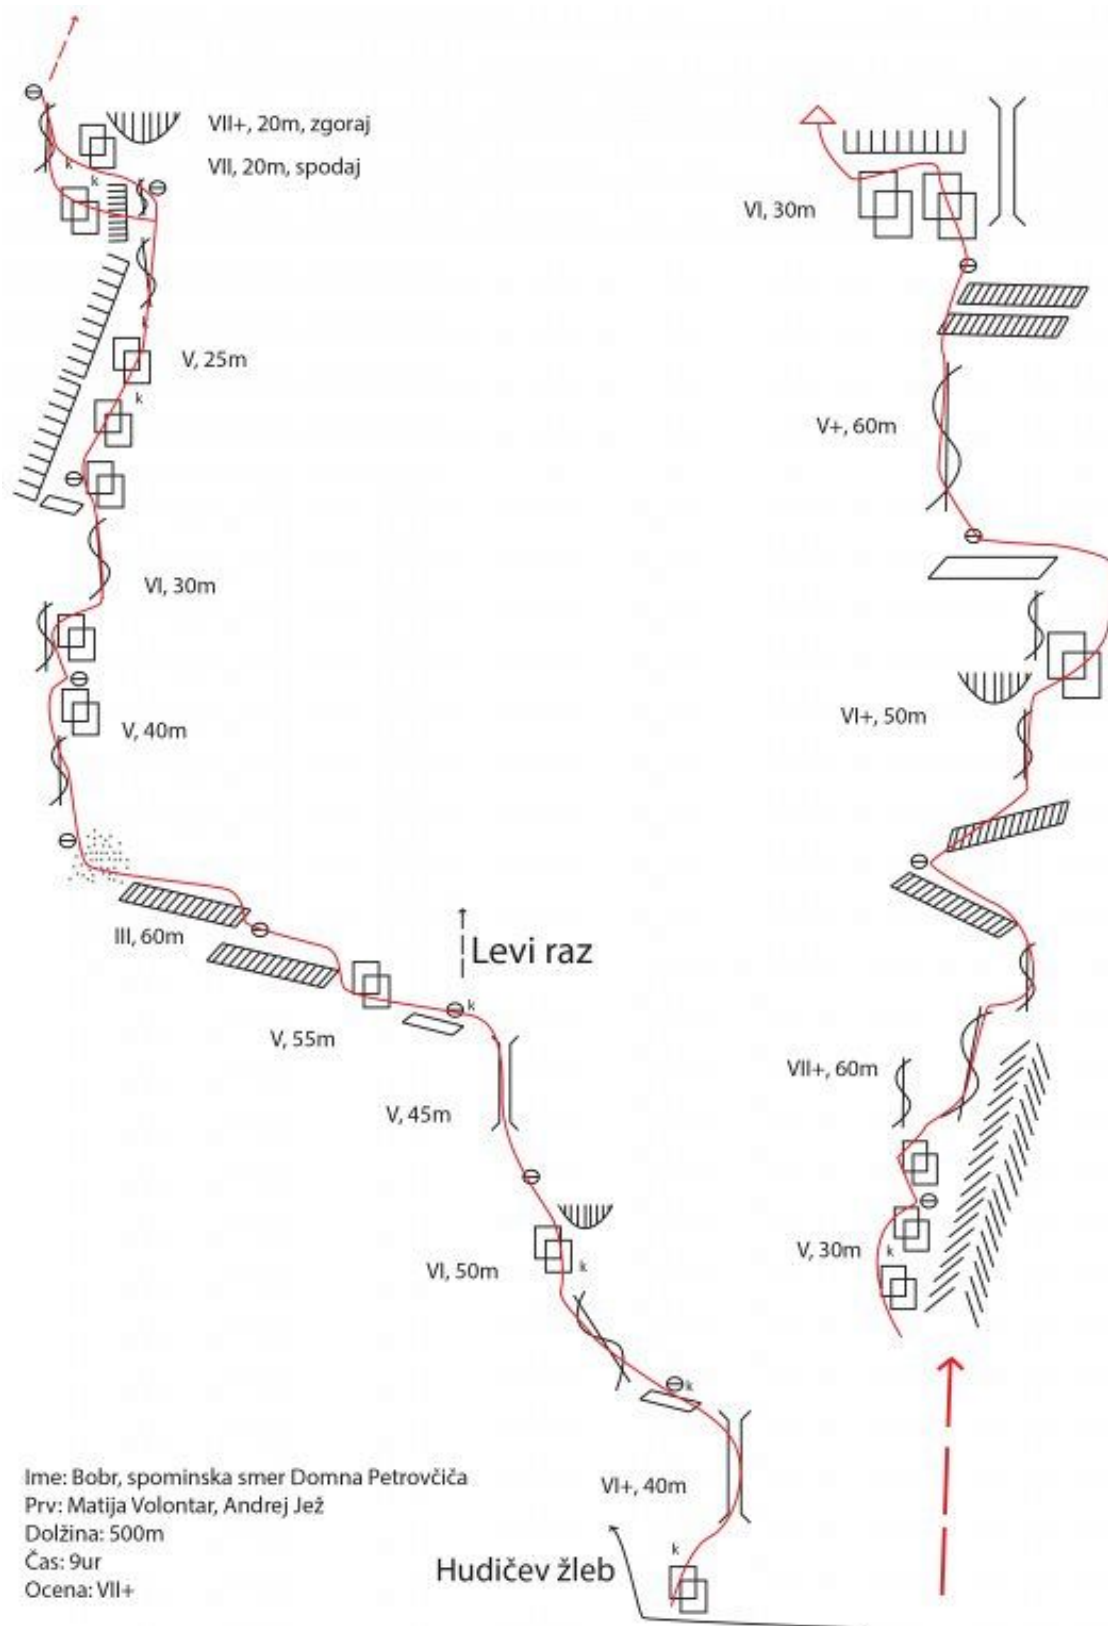 VII+, 20m, zgoraj
VII, 20m, spodaj
k
k
k
V, 25m
k
VI, 30m
V, 40m
III, 60m
Levi raz
k
V, 55m
V, 45m
VI, 50m
k
k
VI+, 40m
k
Hudičev žleb
Ime: Bobr, spominska smer Domna Petrovčiča
Prv: Matija Volontar, Andrej Jež
Dolžina: 500m
Čas: 9ur
Ocena: VII+
VI, 30m
V+, 60m
VI+, 50m
VII+, 60m
V, 30m
k